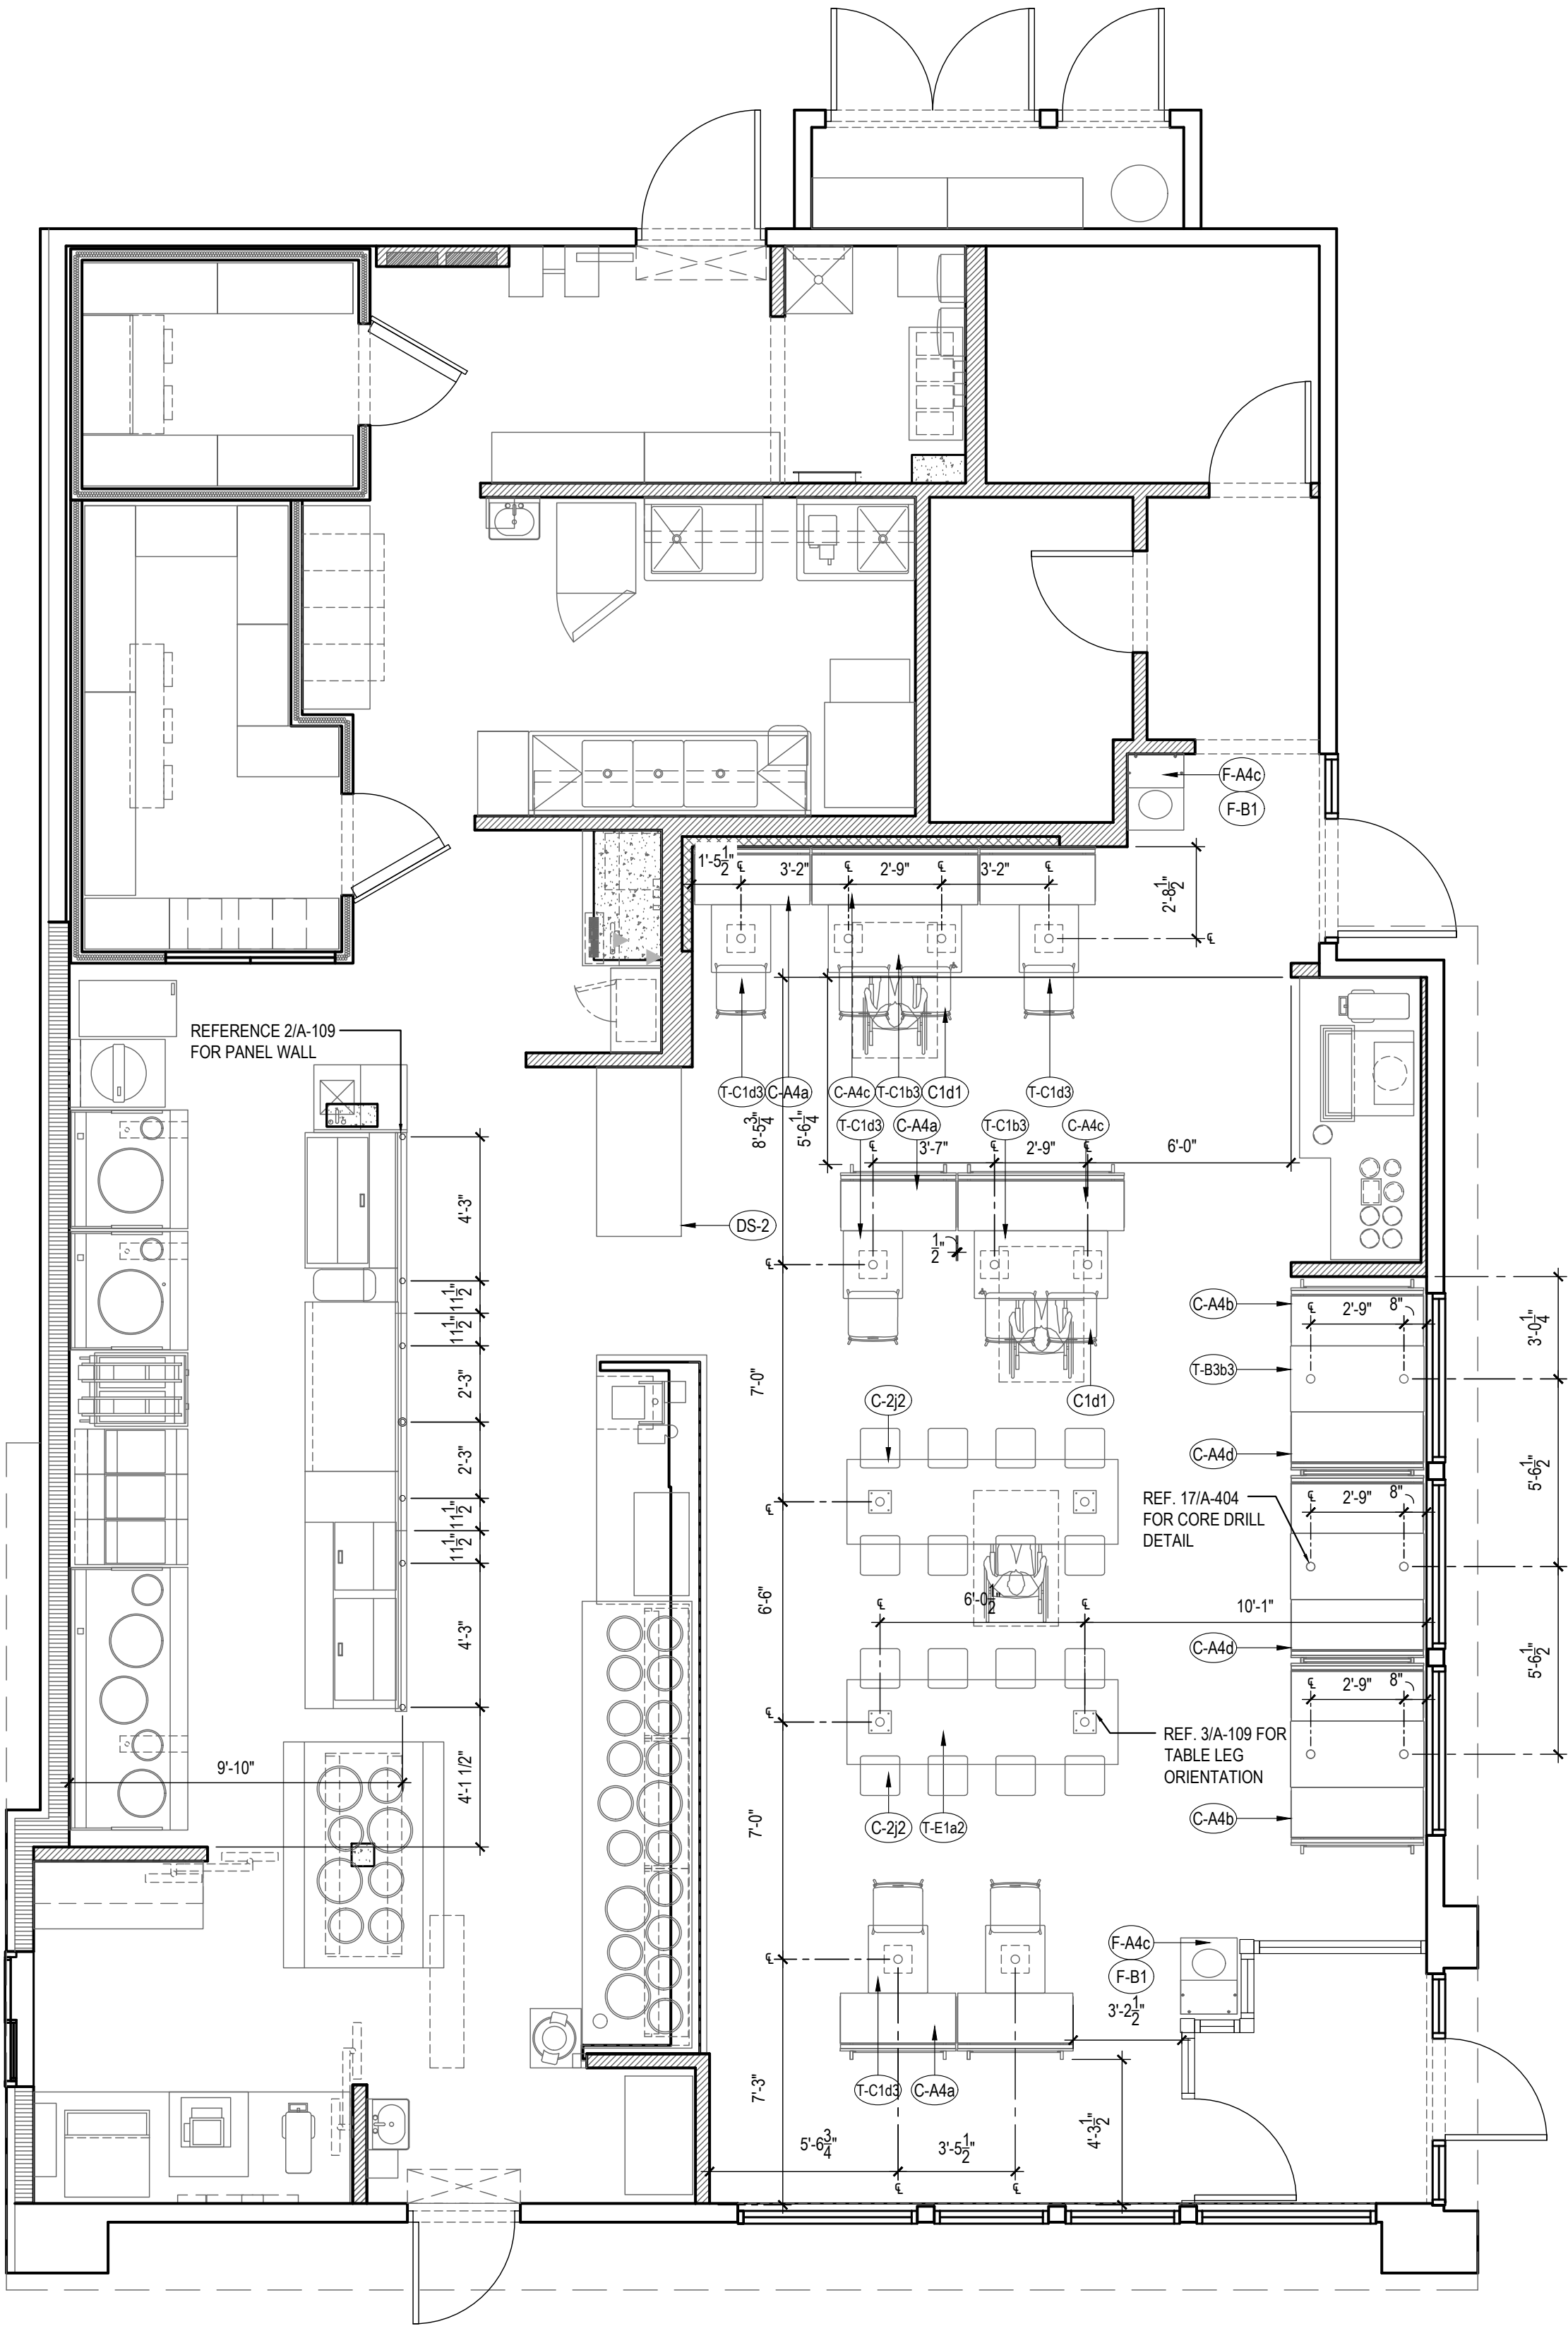 F-A4c
F-B1
1'-5 1/2"
℄
3'-2"
℄
2'-9"
℄
3'-2"
℄
2'-8 1/2"
℄
REFERENCE 2/A-109
FOR PANEL WALL
T-C1d3
C-A4a
C-A4c
T-C1b3
C1d1
T-C1d3
8'-5 3/4"
5'-6 1/4"
T-C1d3
C-A4a
T-C1b3
C-A4c
℄
3'-7"
℄
2'-9"
℄
6'-0"
4'-3"
DS-2
1/2"
℄
11 1/2"
11 1/2"
2'-3"
2'-3"
11 1/2"
11 1/2"
4'-3"
4'-1 1/2"
9'-10"
C-A4b
℄
2'-9"
8"
3'-0 1/4"
T-B3b3
7'-0"
C-2j2
C1d1
C-A4d
5'-6 1/2"
℄
REF. 17/A-404
FOR CORE DRILL
DETAIL
℄
2'-9"
8"
6'-6"
℄
6'-0 1/2"
℄
10'-1"
C-A4d
5'-6 1/2"
℄
2'-9"
8"
℄
REF. 3/A-109 FOR
TABLE LEG
ORIENTATION
7'-0"
C-2j2
T-E1a2
C-A4b
℄
F-A4c
F-B1
3'-2 1/2"
7'-3"
T-C1d3
C-A4a
4'-3 1/2"
5'-6 3/4"
3'-5 1/2"
℄
℄